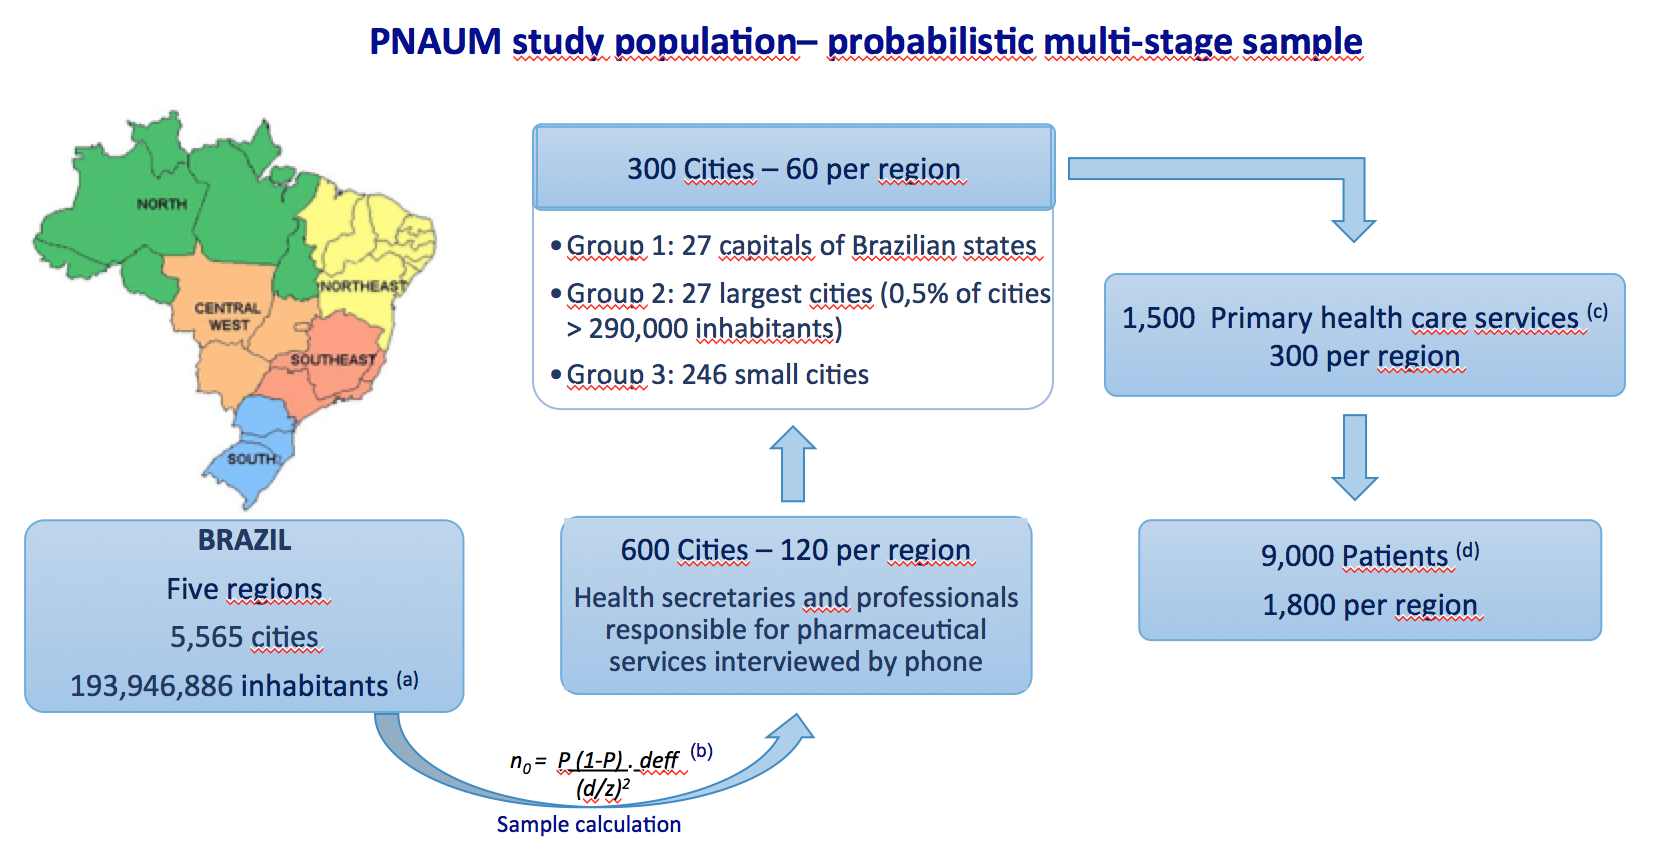 PNAUM study population– probabilistic multi-stage sample
NORTH
NORTHEAST
CENTRAL
WEST
SOUTHEAST
SOUTH
BRAZIL
Five regions
5,565 cities
193,946,886 inhabitants (a)
n0 = P (1-P) . deff (b)
(d/z)2
Sample calculation
600 Cities – 120 per region
Health secretaries and professionals
responsible for pharmaceutical
services interviewed by phone
300 Cities – 60 per region
• Group 1: 27 capitals of Brazilian states
• Group 2: 27 largest cities (0,5% of cities
> 290,000 inhabitants)
• Group 3: 246 small cities
1,500 Primary health care services (c)
300 per region
9,000 Patients (d)
1,800 per region